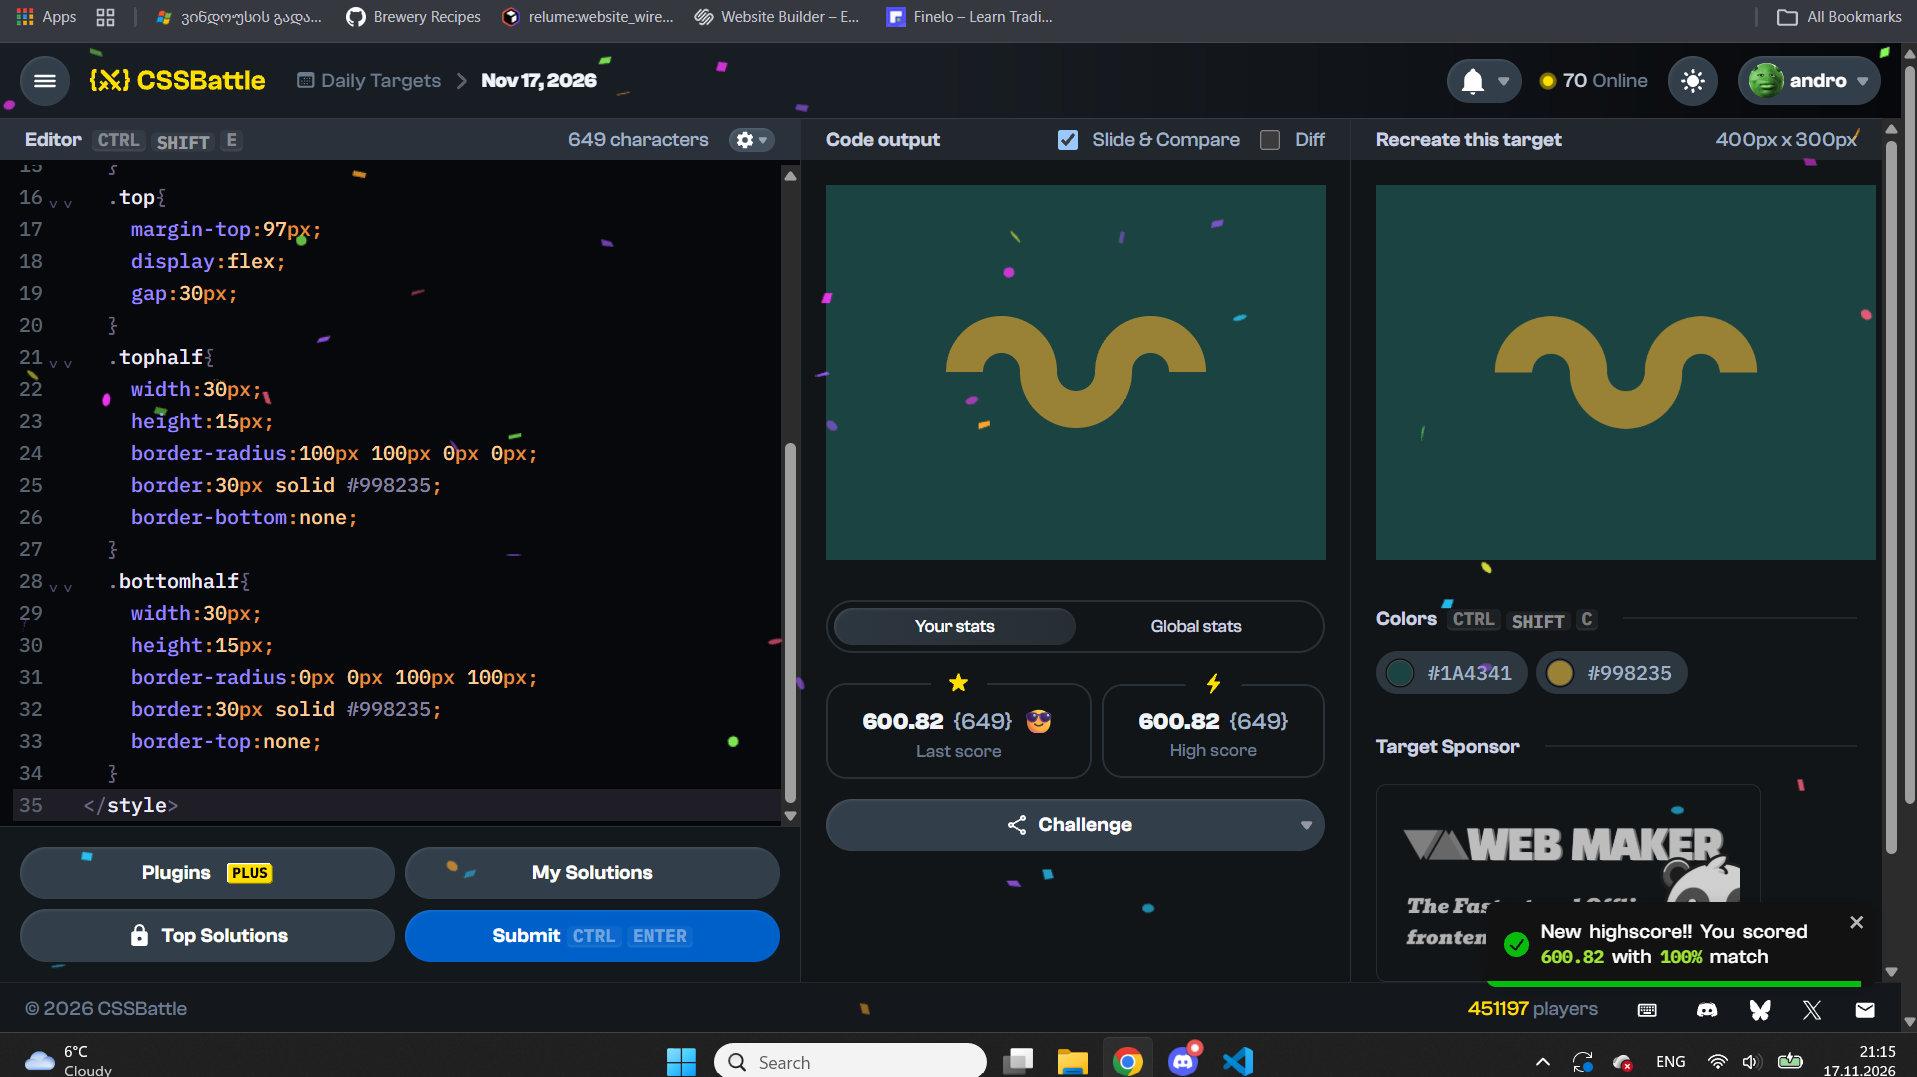 Apps
ვინდოუსის გადა...
Brewery Recipes
relume:website_wire...
Website Builder – E...
Finelo – Learn Tradi...
All Bookmarks
CSSBattle
Daily Targets
Nov 17, 2026
70 Online
andro
Editor CTRL SHIFT E
649 characters
Code output
Slide & Compare
Diff
Recreate this target
400px x 300px
15 }
16 .top{
17 margin-top:97px;
18 display:flex;
19 gap:30px;
20 }
21 .tophalf{
22 width:30px;
23 height:15px;
24 border-radius:100px 100px 0px 0px;
25 border:30px solid #998235;
26 border-bottom:none;
27 }
28 .bottomhalf{
29 width:30px;
30 height:15px;
31 border-radius:0px 0px 100px 100px;
32 border:30px solid #998235;
33 border-top:none;
34 }
35 </style>
Your stats
Global stats
600.82 {649}
Last score
600.82 {649}
High score
Challenge
Colors CTRL SHIFT C
#1A4341
#998235
Target Sponsor
WEB MAKER
New highscore!! You scored
600.82 with 100% match
Plugins PLUS
My Solutions
Top Solutions
Submit CTRL ENTER
© 2026 CSSBattle
451197 players
6°C
Cloudy
Search
ENG
21:15
17.11.2026